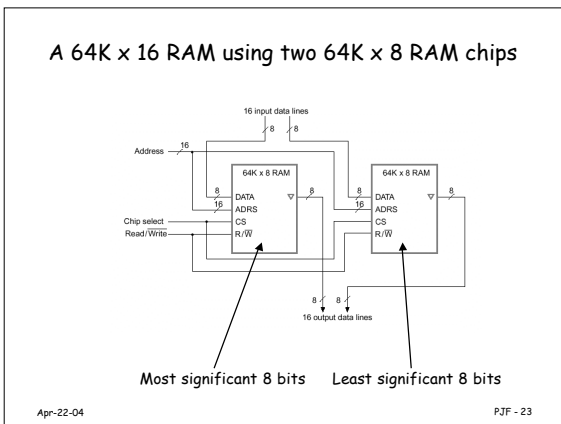 A 64K x 16 RAM using two 64K x 8 RAM chips
16 input data lines
8 8
Address 16
64K x 8 RAM 64K x 8 RAM
8 DATA 8 8 DATA 8
16 ADRS 16 ADRS
Chip select CS CS
Read/Write R/W R/W
8 8
16 output data lines
Most significant 8 bits Least significant 8 bits
Apr-22-04 PJF - 23